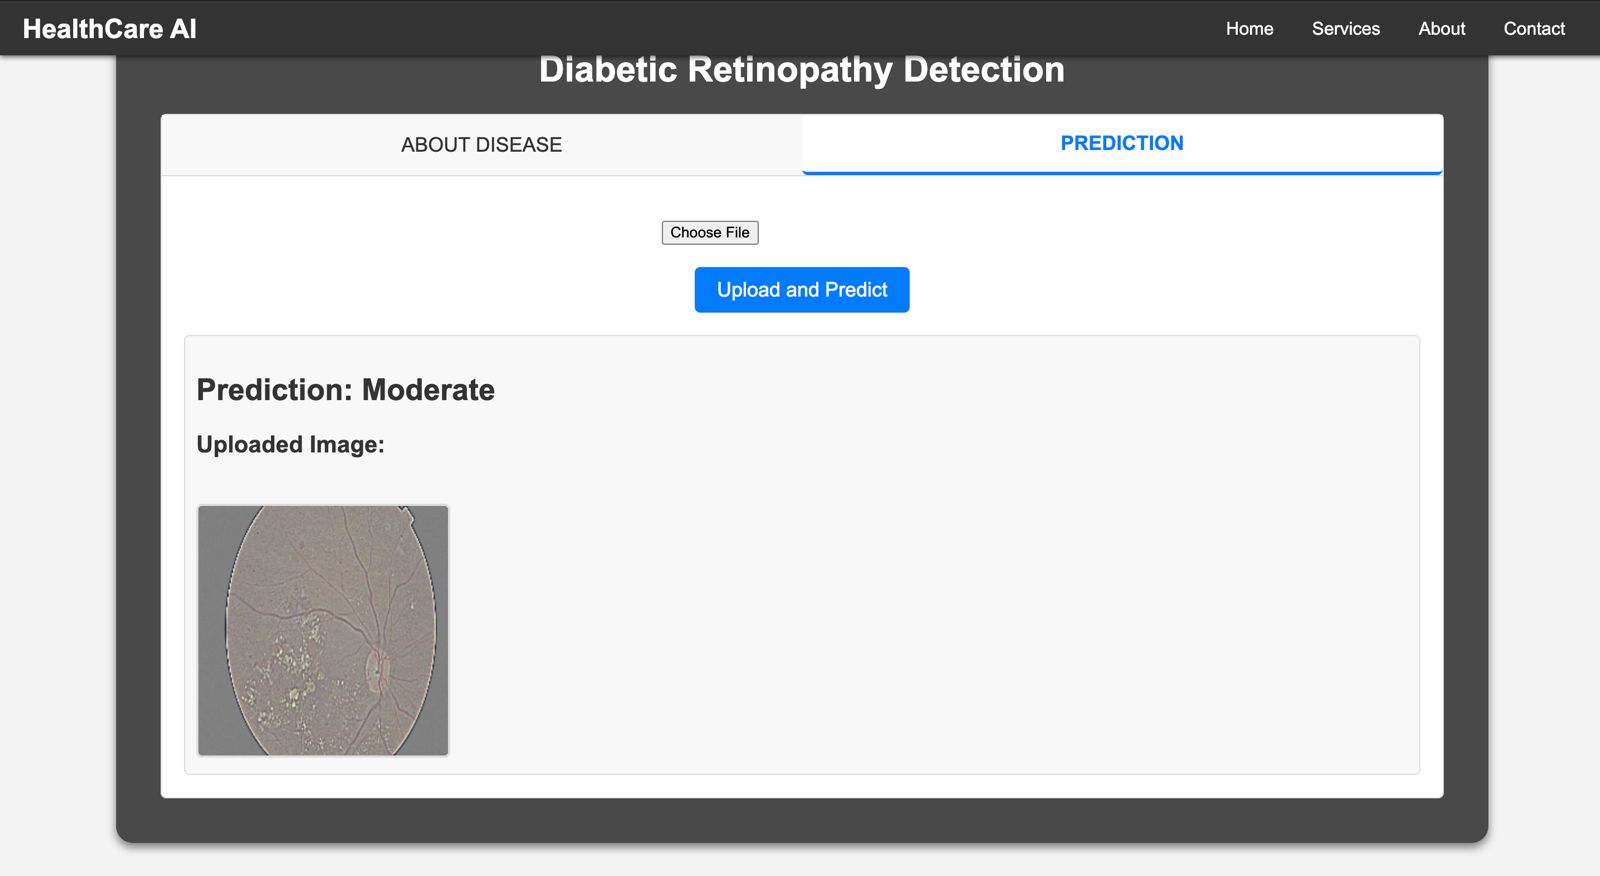 HealthCare AI
Home Services About Contact
Diabetic Retinopathy Detection
ABOUT DISEASE
PREDICTION
Choose File
Upload and Predict
Prediction: Moderate
Uploaded Image: